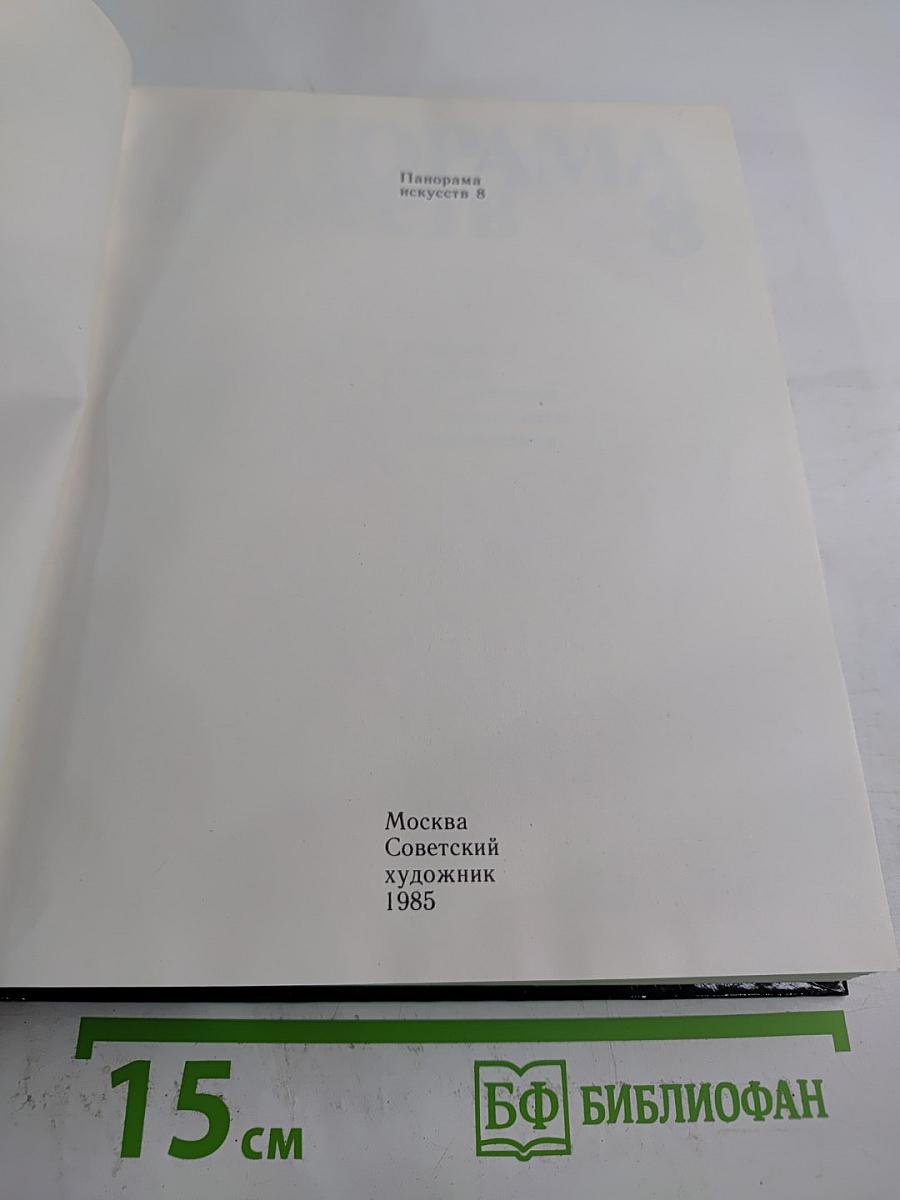 Панорама
искусств 8
Москва
Советский
художник
1985
15 см
БФ БИБЛИОФАН